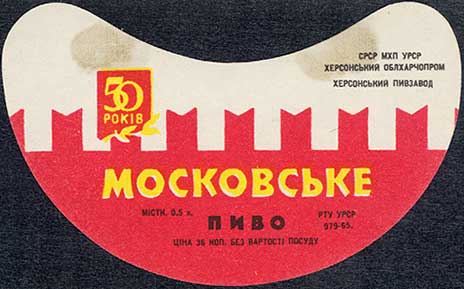 СРСР МХП УРСР
ХЕРСОНСЬКИЙ ОБЛХАРЧОПРОМ
ХЕРСОНСЬКИЙ ПИВЗАВОД
50
РОКІВ
МОСКОВСЬКЕ
МІСТК. 0,5 л.
ПИВО
РТУ УРСР
979-65.
ЦІНА 36 КОП. БЕЗ ВАРТОСТІ ПОСУДУ